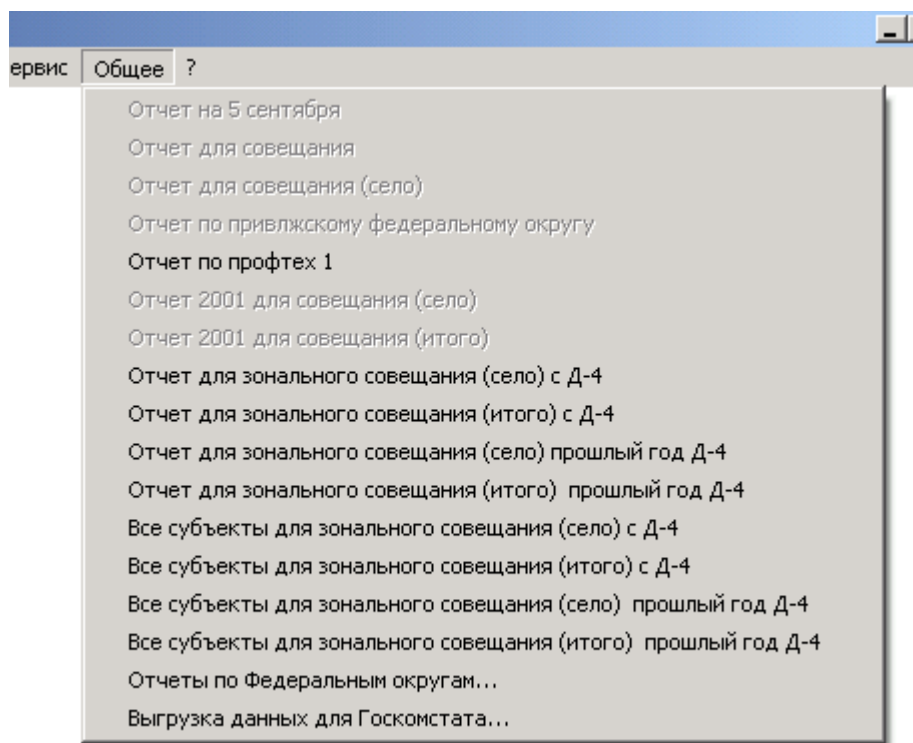 ервис Общее ?
Отчет на 5 сентября
Отчет для совещания
Отчет для совещания (село)
Отчет по привлжскому федеральному округу
Отчет по профтех 1
Отчет 2001 для совещания (село)
Отчет 2001 для совещания (итого)
Отчет для зонального совещания (село) с Д-4
Отчет для зонального совещания (итого) с Д-4
Отчет для зонального совещания (село) прошлый год Д-4
Отчет для зонального совещания (итого) прошлый год Д-4
Все субъекты для зонального совещания (село) с Д-4
Все субъекты для зонального совещания (итого) с Д-4
Все субъекты для зонального совещания (село) прошлый год Д-4
Все субъекты для зонального совещания (итого) прошлый год Д-4
Отчеты по Федеральным округам...
Выгрузка данных для Госкомстата...